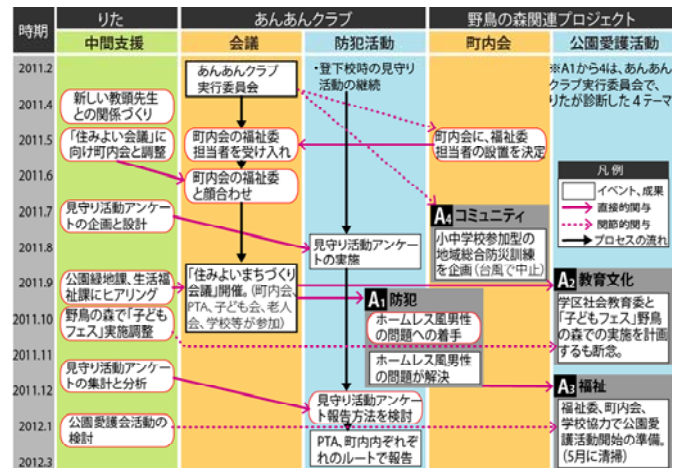 時期
りた
あんあんクラブ
野鳥の森関連プロジェクト
中間支援
会議
防犯活動
町内会
公園愛護活動
2011.2
2011.4
2011.5
2011.6
2011.7
2011.8
2011.9
2011.10
2011.11
2011.12
2012.1
2012.3
新しい教頭先生
との関係づくり
「住みよい会議」に
向け町内会と調整
見守り活動アンケー
トの企画と設計
公園緑地課、生活福
祉課にヒアリング
野鳥の森で「子ども
フェス」実施調整
見守り活動アンケー
トの集計と分析
公園愛護会活動の
検討
あんあんクラブ
実行委員会
町内会の福祉委
担当者を受け入れ
町内会の福祉委
と顔合わせ
「住みよいまちづくり
会議」開催。(町内会、
PTA、子ども会、老人
会、学校等が参加)
・登下校時の見守り
活動の継続
見守り活動アンケー
トの実施
A1 防犯
ホームレス風男性
の問題への着手
ホームレス風男性
の問題が解決
見守り活動アンケー
ト報告方法を検討
PTA、町内内ぞれぞ
れのルートで報告
町内会に、福祉委
担当者の設置を決定
A4 コミュニティ
小中学校参加型の
地域総合防災訓練
を企画(台風で中止)
※A1から4は、あんあん
クラブ実行委員会で、
りたが診断した4テーマ
凡例
イベント、成果
直接的関与
関節的関与
プロセスの流れ
A2 教育文化
学区社会教育委と
「子どもフェス」野鳥
の森での実施を計画
するも断念。
A3 福祉
福祉委、町内会、
学校協力で公園愛
護活動開始の準備。
(5月に清掃)